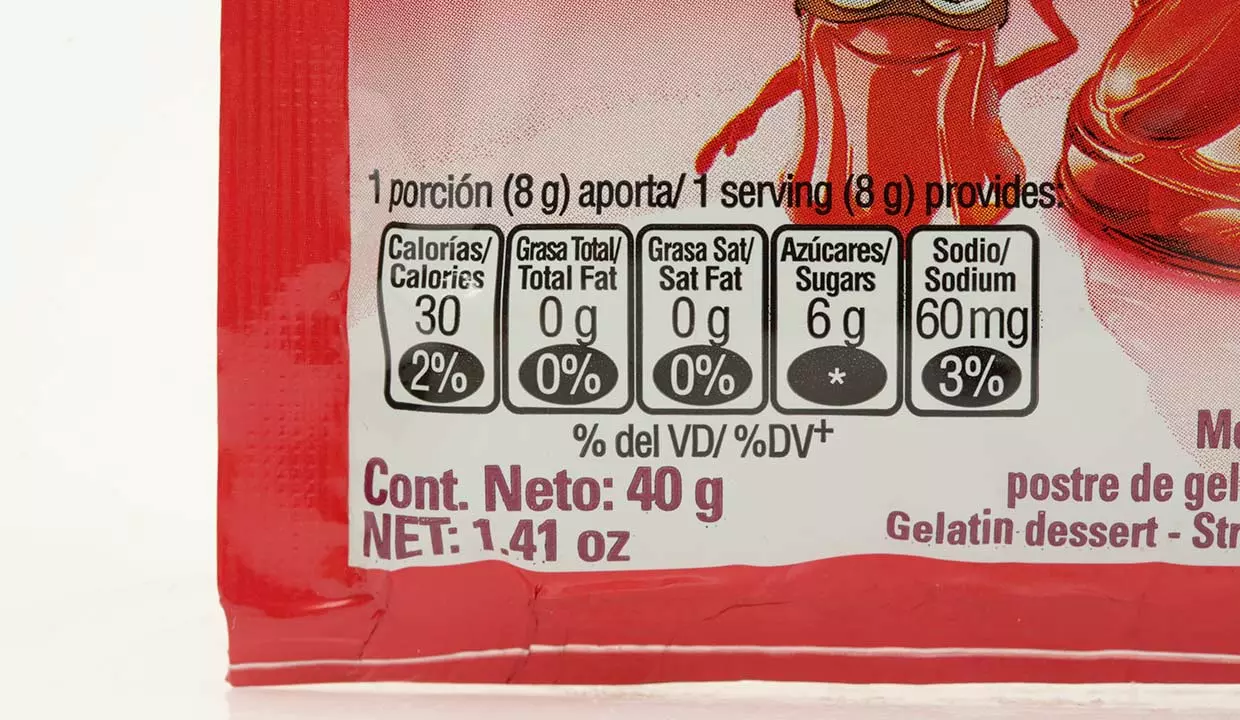 1 porción (8 g) aporta/ 1 serving (8 g) provides:
Calorías/
Calories
30
2%
Grasa Total/
Total Fat
0 g
0%
Grasa Sat/
Sat Fat
0 g
0%
Azúcares/
Sugars
6 g
*
Sodio/
Sodium
60 mg
3%
% del VD/ %DV+
Cont. Neto: 40 g
NET: 1.41 oz
postre de
Gelatin dessert -